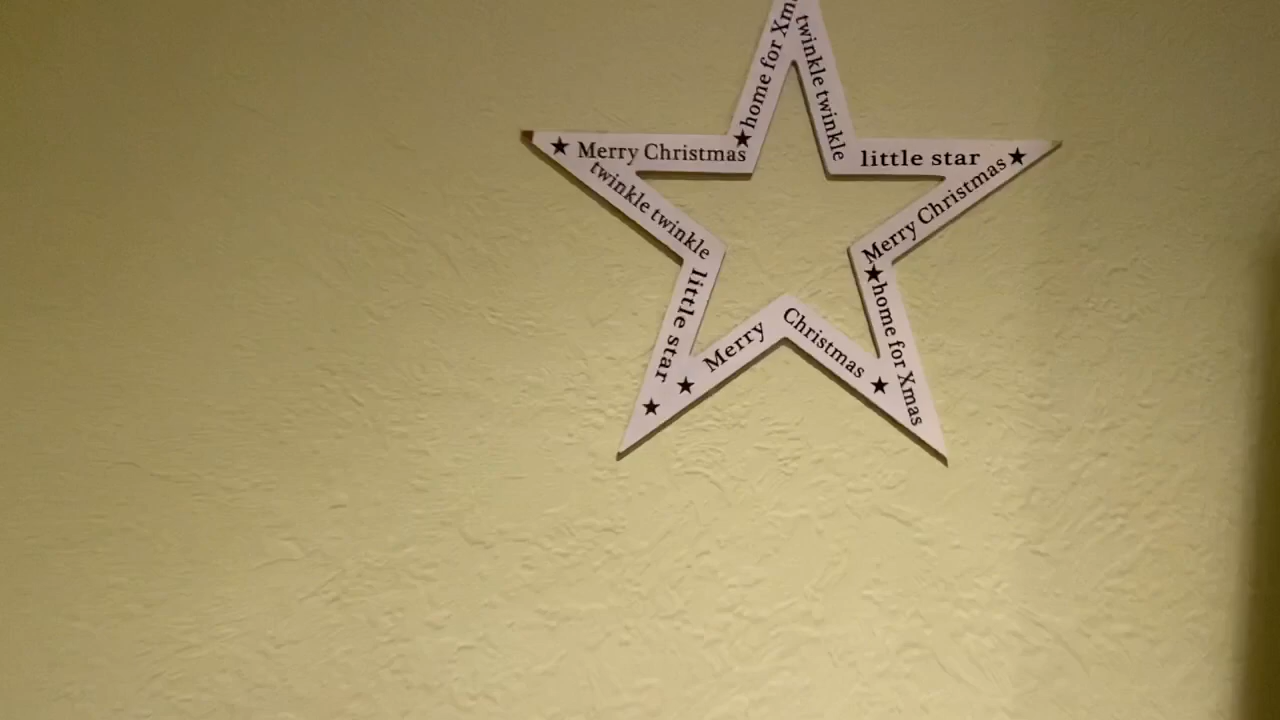 home for Xm
twinkle twinkle
little star
Merry Christmas
home for Xmas
Merry Christmas
twinkle twinkle
little star
Merry Christmas